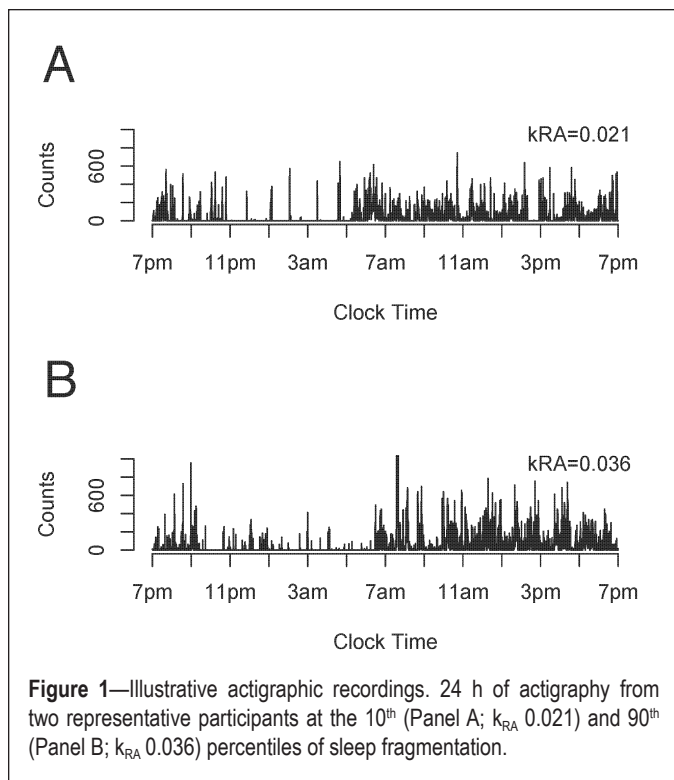 A
kRA=0.021
Counts
600
0
7pm 11pm 3am 7am 11am 3pm 7pm
Clock Time
B
kRA=0.036
Counts
600
0
7pm 11pm 3am 7am 11am 3pm 7pm
Clock Time
Figure 1—Illustrative actigraphic recordings. 24 h of actigraphy from
two representative participants at the 10th (Panel A; kRA 0.021) and 90th
(Panel B; kRA 0.036) percentiles of sleep fragmentation.